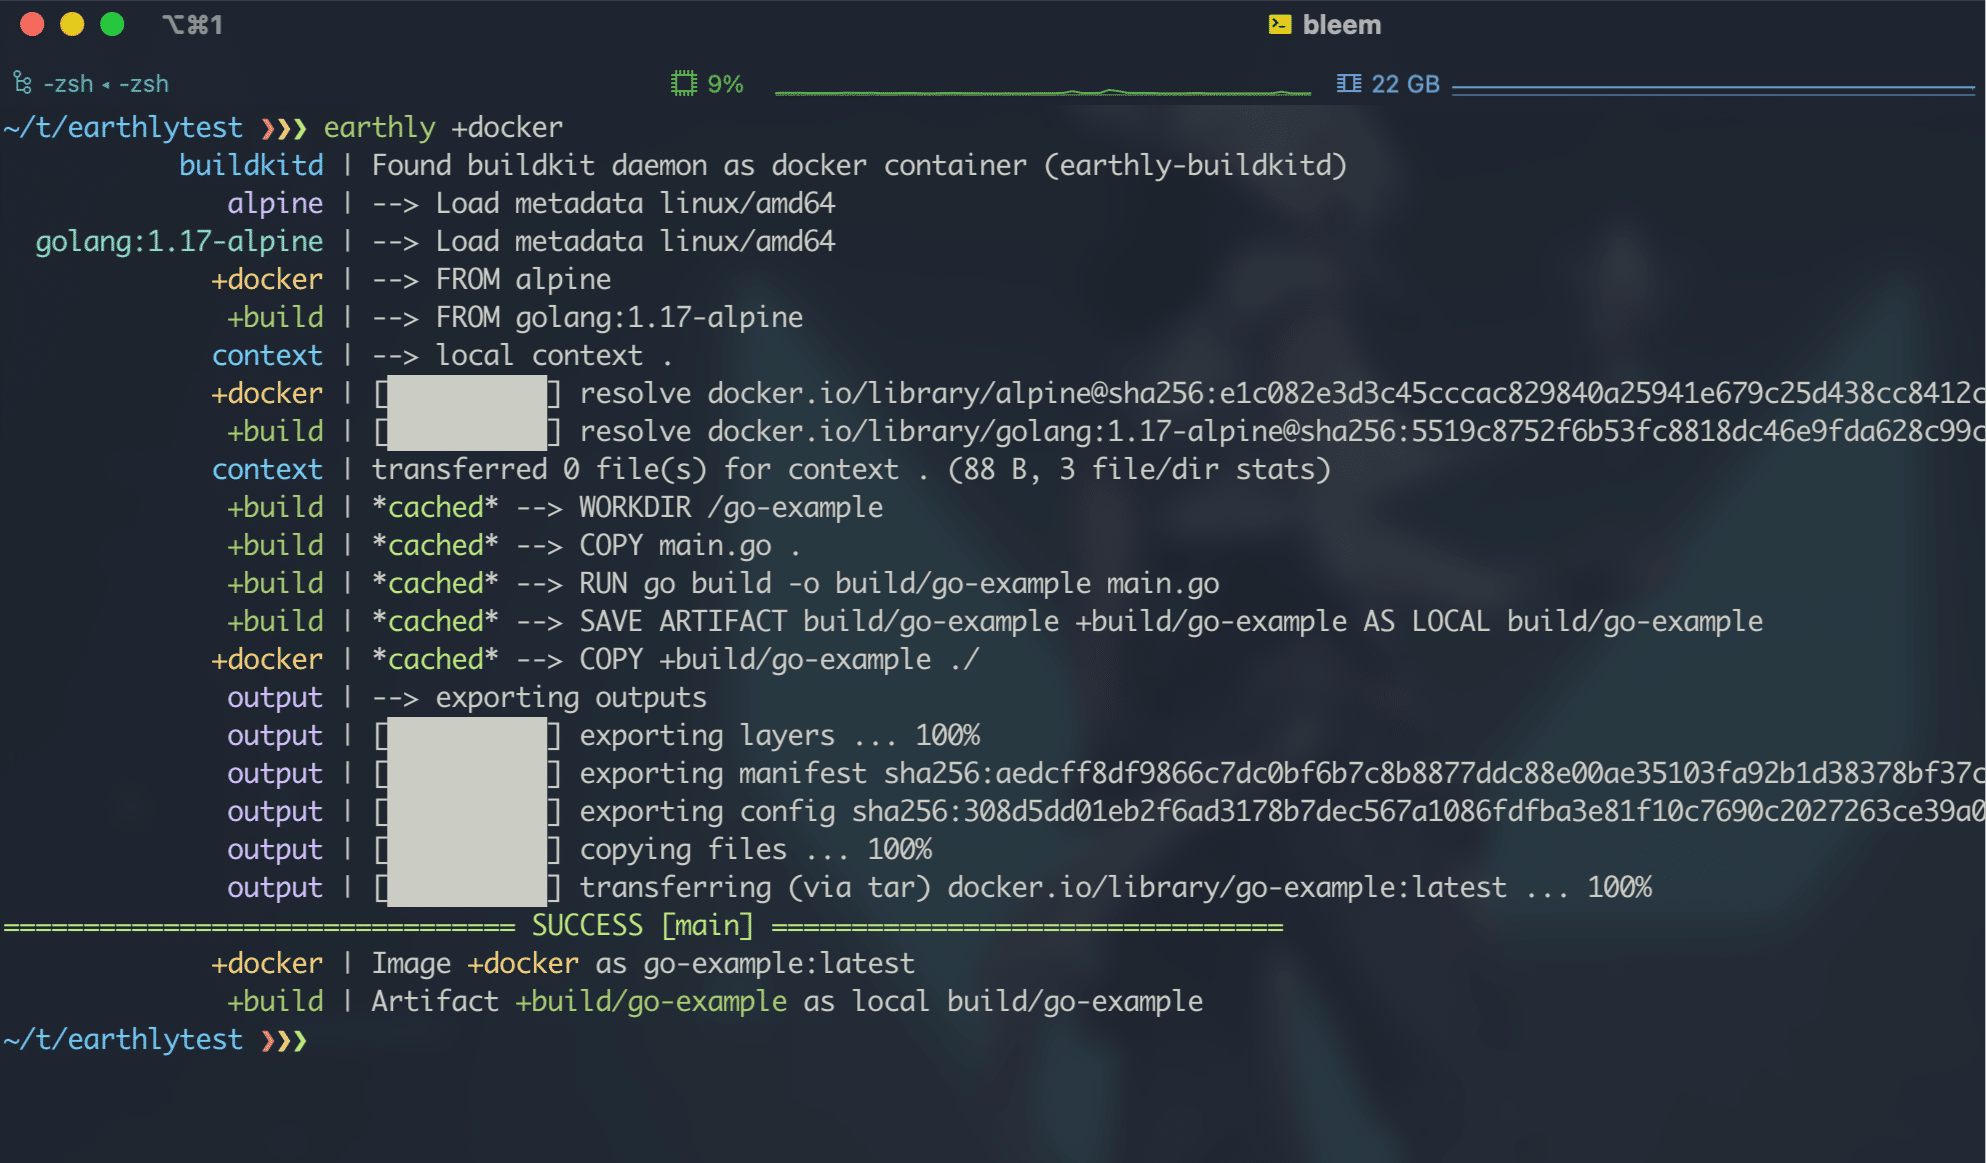 ⌥⌘1
bleem
-zsh ◂ -zsh
9%
22 GB
~/t/earthlytest ❯❯❯ earthly +docker
buildkitd | Found buildkit daemon as docker container (earthly-buildkitd)
alpine | --> Load metadata linux/amd64
golang:1.17-alpine | --> Load metadata linux/amd64
+docker | --> FROM alpine
+build | --> FROM golang:1.17-alpine
context | --> local context .
+docker | [          ] resolve docker.io/library/alpine@sha256:e1c082e3d3c45cccac829840a25941e679c25d438cc8412c
+build | [          ] resolve docker.io/library/golang:1.17-alpine@sha256:5519c8752f6b53fc8818dc46e9fda628c99c
context | transferred 0 file(s) for context . (88 B, 3 file/dir stats)
+build | *cached* --> WORKDIR /go-example
+build | *cached* --> COPY main.go .
+build | *cached* --> RUN go build -o build/go-example main.go
+build | *cached* --> SAVE ARTIFACT build/go-example +build/go-example AS LOCAL build/go-example
+docker | *cached* --> COPY +build/go-example ./
output | --> exporting outputs
output | [          ] exporting layers ... 100%
output | [          ] exporting manifest sha256:aedcff8df9866c7dc0bf6b7c8b8877ddc88e00ae35103fa92b1d38378bf37c
output | [          ] exporting config sha256:308d5dd01eb2f6ad3178b7dec567a1086fdfba3e81f10c7690c2027263ce39a0
output | [          ] copying files ... 100%
output | [          ] transferring (via tar) docker.io/library/go-example:latest ... 100%
================================ SUCCESS [main] ================================
+docker | Image +docker as go-example:latest
+build | Artifact +build/go-example as local build/go-example
~/t/earthlytest ❯❯❯